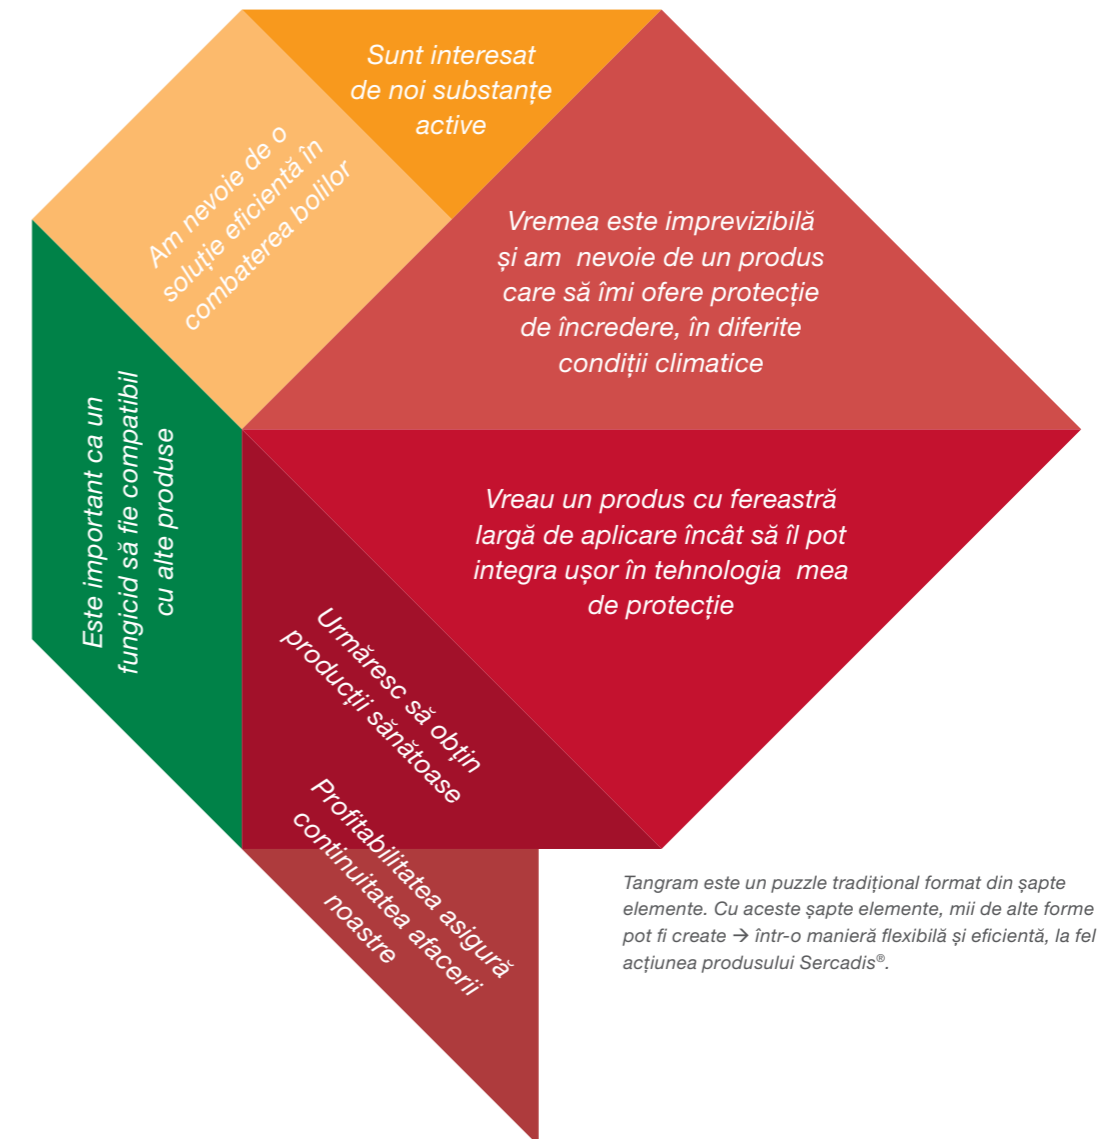 Sunt interesat
de noi substanțe
active
Am nevoie de o
soluție eficientă în
combaterea bolilor
Vremea este imprevizibilă
și am nevoie de un produs
care să îmi ofere protecție
de încredere, în diferite
condiții climatice
Este important ca un
fungicid să fie compatibil
cu alte produse
Vreau un produs cu fereastră
largă de aplicare încât să îl pot
integra ușor în tehnologia mea
de protecție
Urmăresc să obțin
producții sănătoase
Profitabilitatea asigură
continuitatea afacerii
noastre
Tangram este un puzzle tradițional format din șapte
elemente. Cu aceste șapte elemente, mii de alte forme
pot fi create → într-o manieră flexibilă și eficientă, la fel
acțiunea produsului Sercadis®.